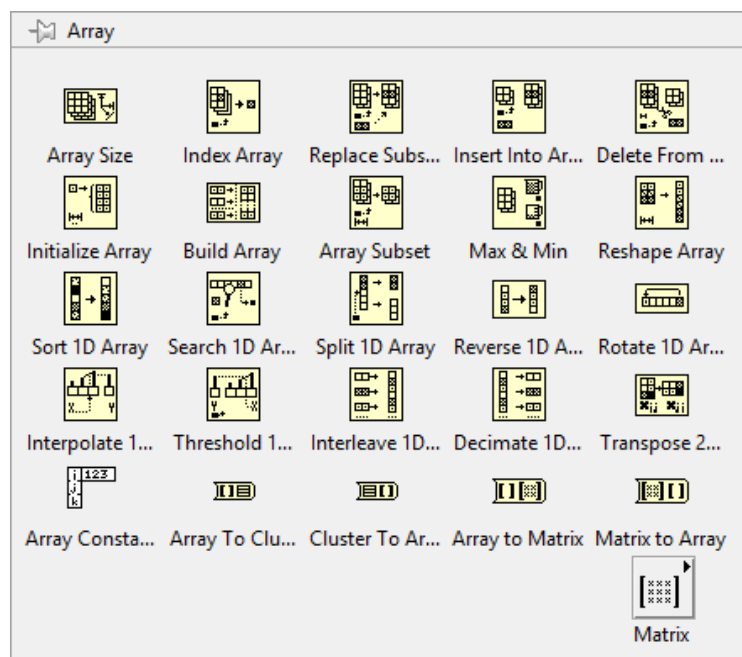 Array
Array Size Index Array Replace Subs... Insert Into Ar... Delete From ...
Initialize Array Build Array Array Subset Max & Min Reshape Array
Sort 1D Array Search 1D Ar... Split 1D Array Reverse 1D A... Rotate 1D Ar...
X Y Y X
Interpolate 1... Threshold 1... Interleave 1D... Decimate 1D... Transpose 2...
i 123
j
k
Array Consta... Array To Clu... Cluster To Ar... Array to Matrix Matrix to Array
Matrix